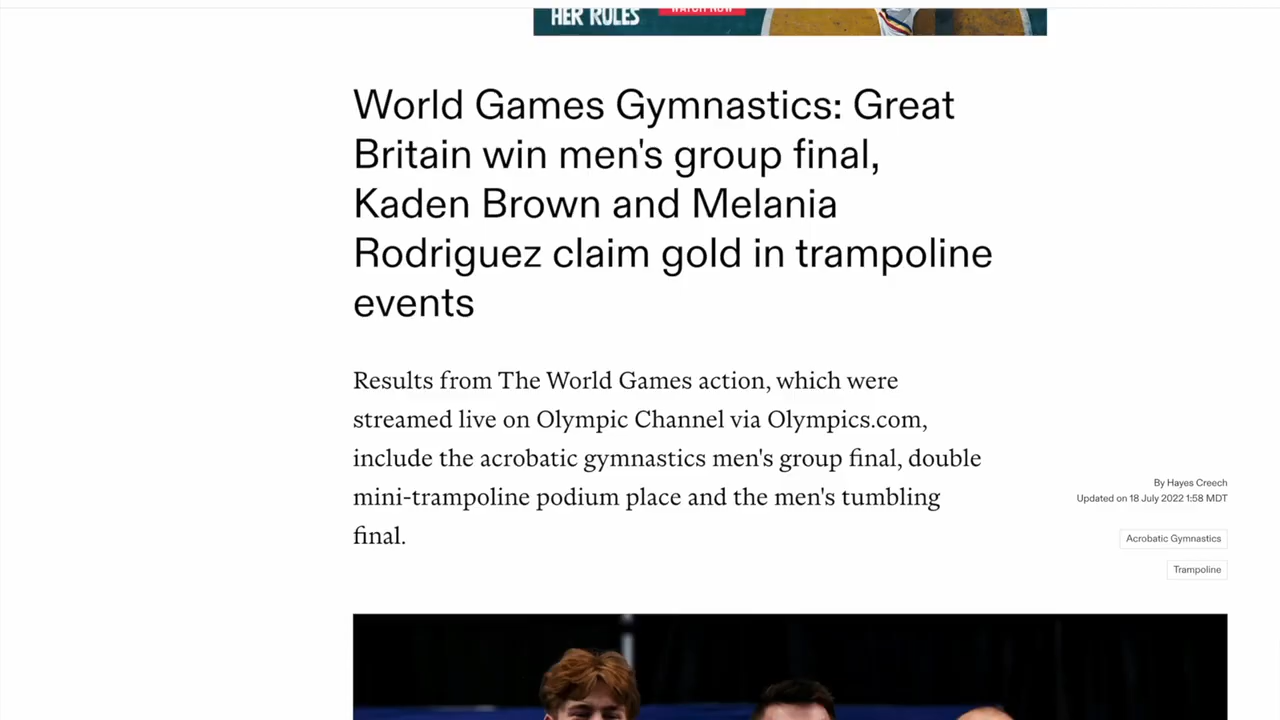 HER RULES
WATCH NOW
World Games Gymnastics: Great
Britain win men's group final,
Kaden Brown and Melania
Rodriguez claim gold in trampoline
events
Results from The World Games action, which were
streamed live on Olympic Channel via Olympics.com,
include the acrobatic gymnastics men's group final, double
mini-trampoline podium place and the men's tumbling
final.
By Hayes Creech
Updated on 18 July 2022 1:58 MDT
Acrobatic Gymnastics
Trampoline